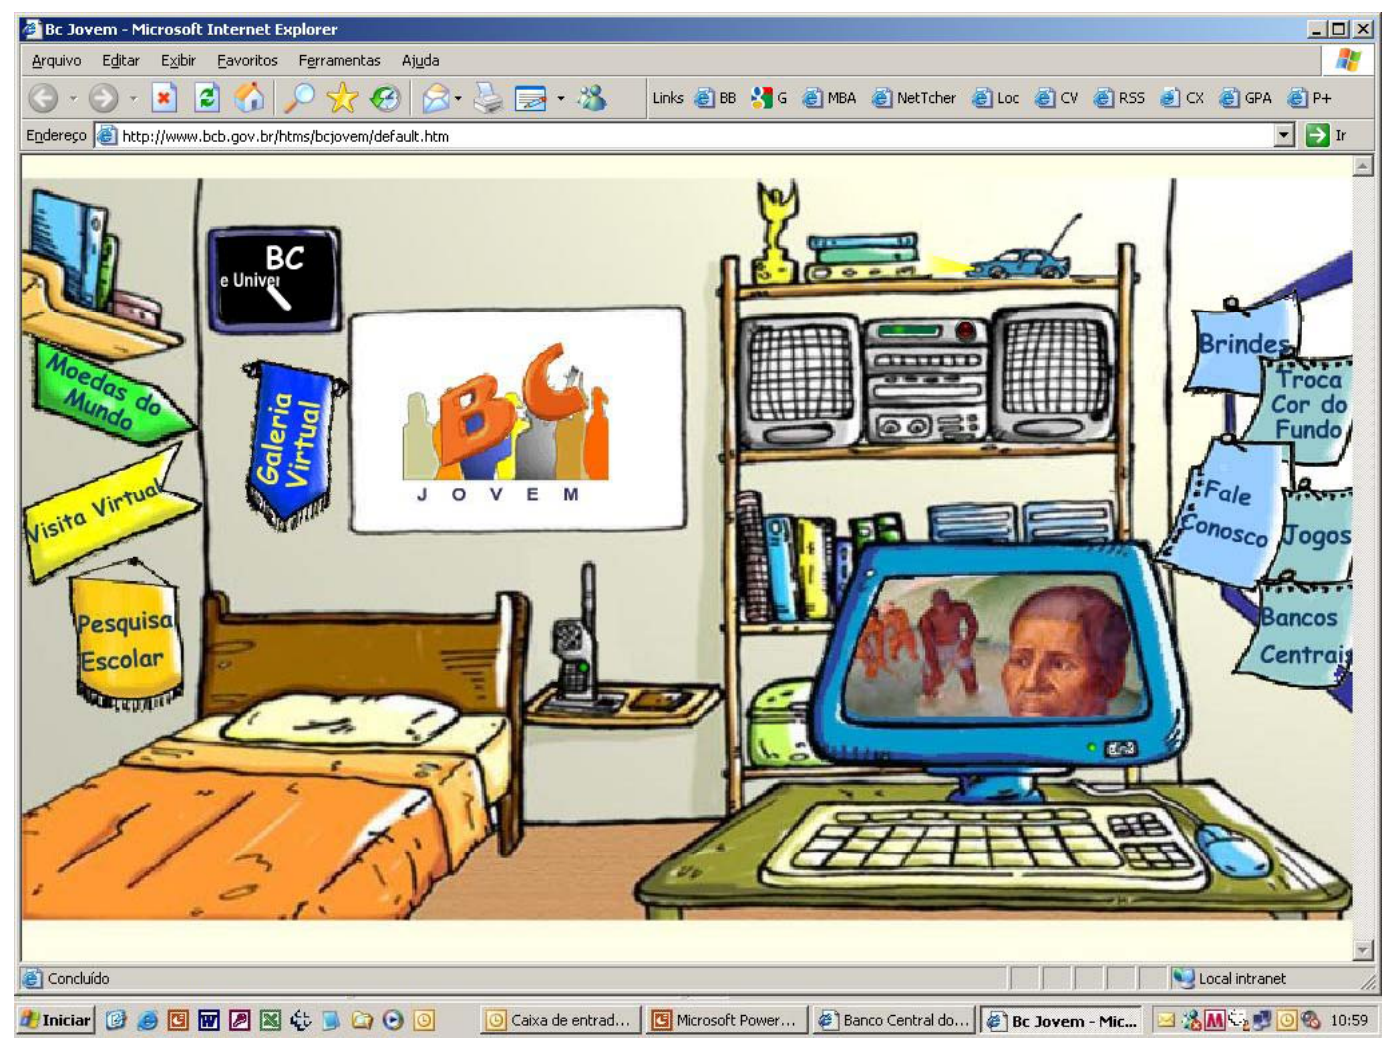 Bc Jovem - Microsoft Internet Explorer
Arquivo Editar Exibir Favoritos Ferramentas Ajuda
Links BB G MBA NetTcher Loc CV RSS CX GPA P+
Endereço http://www.bcb.gov.br/htms/bcjovem/default.htm Ir
BC
e Univer
Moedas do
Mundo
Galeria
Virtual
Visita Virtual
Pesquisa
Escolar
BC
JOVEM
Brindes
Troca
Cor do
Fundo
Fale
Conosco
Jogos
Bancos
Centrais
Concluído
Local intranet
Iniciar
Caixa de entrad...
Microsoft Power...
Banco Central do...
Bc Jovem - Mic...
10:59